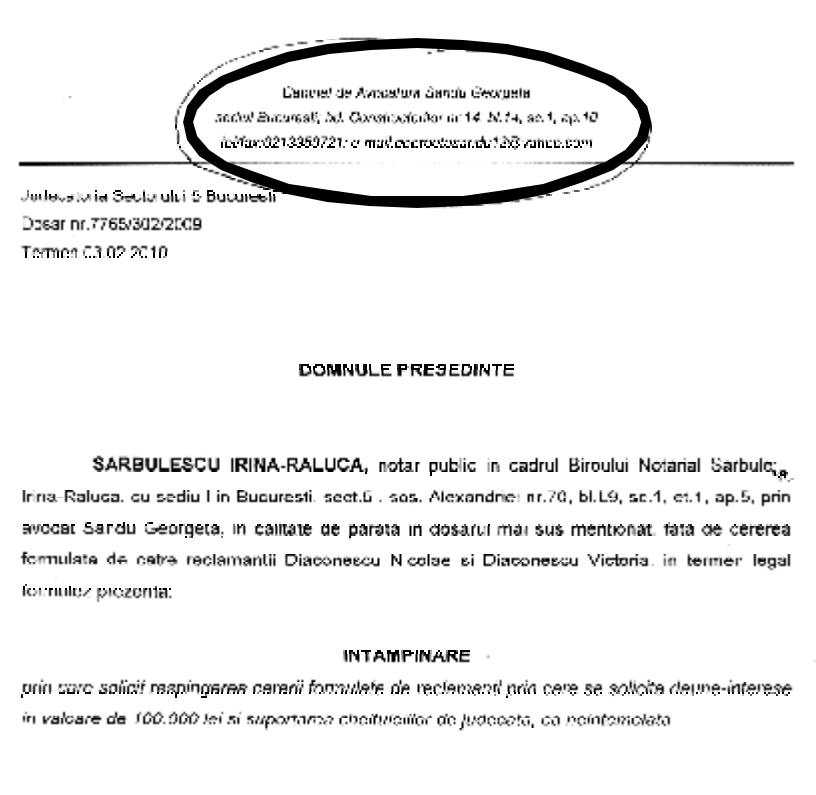 Cabinet de Avocatura Sandu Georgeta
sediul Bucuresti, bd. Constructorilor nr.14, bl.14, sc.1, ap.10
tel/fax:0213350721; e-mail:
Judecatoria Sectorului 5 Bucuresti
Dosar nr.7765/302/2009
Termen 03.02.2010
DOMNULE PRESEDINTE
SARBULESCU IRINA-RALUCA, notar public in cadrul Biroului Notarial Sarbule
Irina-Raluca, cu sediul in Bucuresti, sect.5 , sos. Alexandriei nr.70, bl.L9, sc.1, et.1, ap.5, prin
avocat Sandu Georgeta, in calitate de parata in dosarul mai sus mentionat, fata de cererea
formulata de catre reclamantii Diaconescu Nicolae si Diaconescu Victoria, in termen legal
formulez prezenta:
INTAMPINARE
prin care solicit respingerea cererii formulate de reclamanti prin care se solicita daune-interese
in valoare de 100.000 lei si suportarea cheltuielilor de judecata, ca neintemeiata